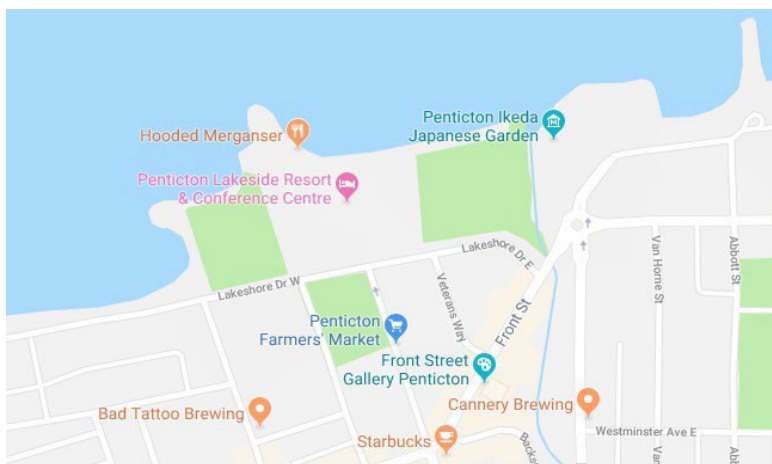 Penticton Ikeda
Japanese Garden
Hooded Merganser
Penticton Lakeside Resort
& Conference Centre
Lakeshore Dr E
Lakeshore Dr W
Veterans Way
Van Horne St
Abbott St
Front St
Penticton
Farmers' Market
Front Street
Gallery Penticton
Bad Tattoo Brewing
Cannery Brewing
Starbucks
Westminster Ave E
Van
Abbott